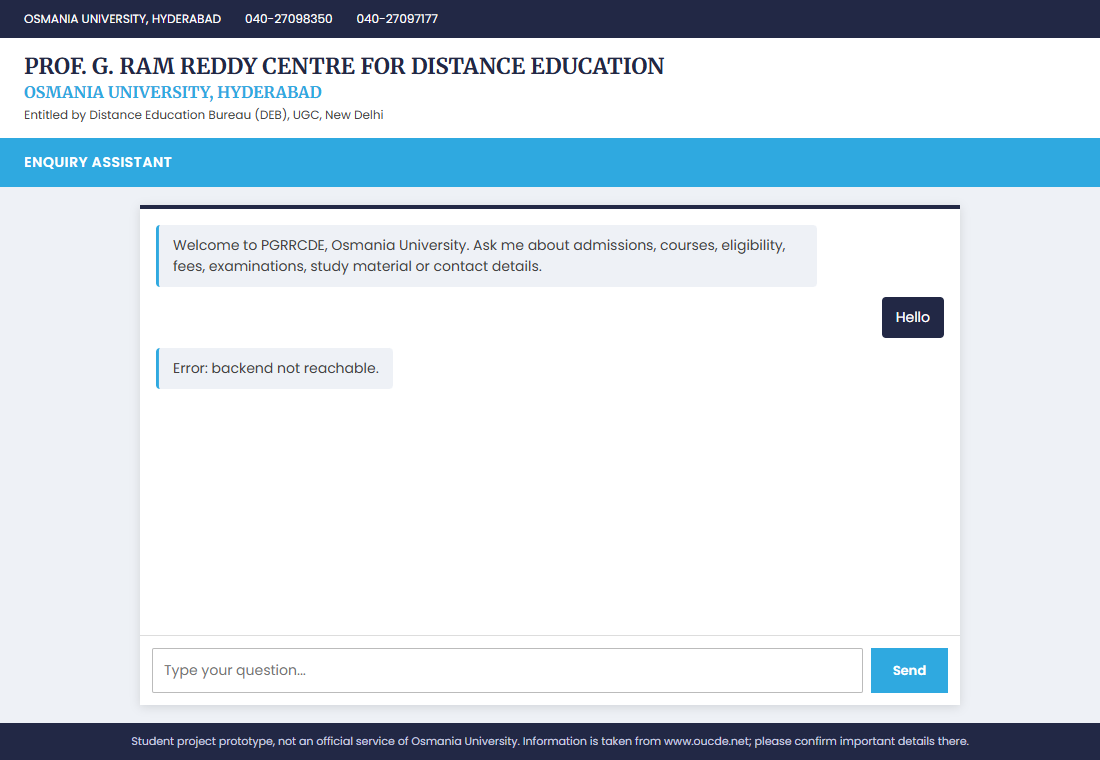 OSMANIA UNIVERSITY, HYDERABAD 040-27098350 040-27097177
PROF. G. RAM REDDY CENTRE FOR DISTANCE EDUCATION
OSMANIA UNIVERSITY, HYDERABAD
Entitled by Distance Education Bureau (DEB), UGC, New Delhi
ENQUIRY ASSISTANT
Welcome to PGRRCDE, Osmania University. Ask me about admissions, courses, eligibility,
fees, examinations, study material or contact details.
Hello
Error: backend not reachable.
Type your question...
Send
Student project prototype, not an official service of Osmania University. Information is taken from www.oucde.net; please confirm important details there.